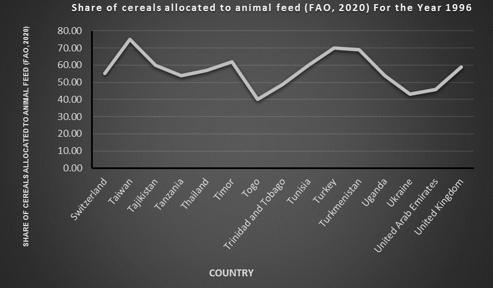 Share of cereals allocated to animal feed (FAO, 2020) For the Year 1996
SHARE OF CEREALS ALLOCATED TO ANIMAL FEED (FAO, 2020)
80.00
70.00
60.00
50.00
40.00
30.00
20.00
10.00
0.00
Switzerland
Taiwan
Tajikistan
Tanzania
Thailand
Timor
Togo
Trinidad and Tobago
Tunisia
Turkey
Turkmenistan
Uganda
Ukraine
United Arab Emirates
United Kingdom
COUNTRY